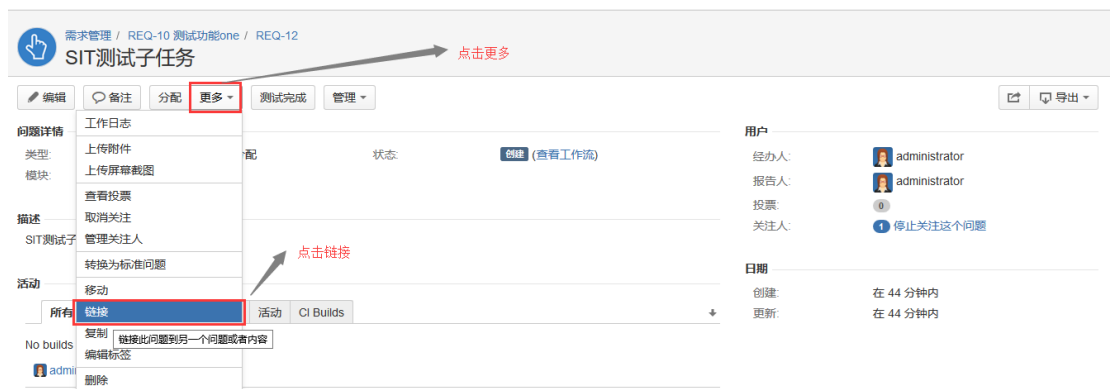 需求管理 / REQ-10 测试功能one / REQ-12
SIT测试子任务
点击更多
编辑 备注 分配 更多 测试完成 管理 导出
工作日志
问题详情 用户
上传附件
类型: 配 状态: 创建 (查看工作流) 经办人: administrator
上传屏幕截图
模块: 报告人: administrator
查看投票 投票: 0
取消关注
描述 关注人: 1 停止关注这个问题
SIT测试子 管理关注人
点击链接
转换为标准问题 日期
活动
移动 创建: 在 44 分钟内
所有 链接 活动 CI Builds 更新: 在 44 分钟内
复制 链接此问题到另一个问题或者内容
No builds
编辑标签
admi
删除